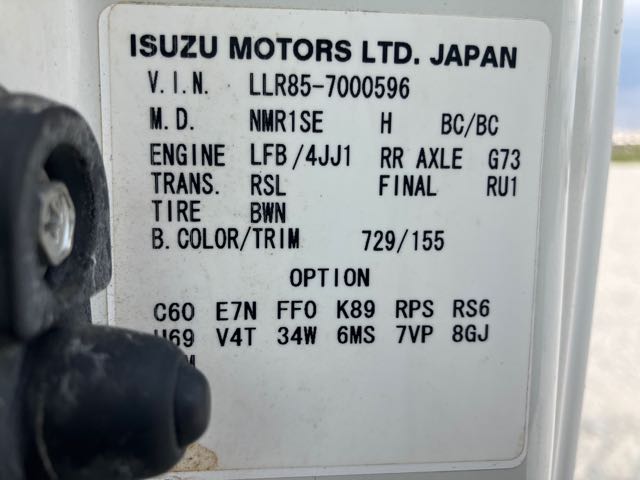 ISUZU MOTORS LTD. JAPAN
V.I.N. LLR85-7000596
M.D. NMR1SE H BC/BC
ENGINE LFB/4JJ1 RR AXLE G73
TRANS. RSL FINAL RU1
TIRE BWN
B.COLOR/TRIM 729/155
OPTION
C60 E7N FF0 K89 RPS RS6
V4T 34W 6MS 7VP 8GJ